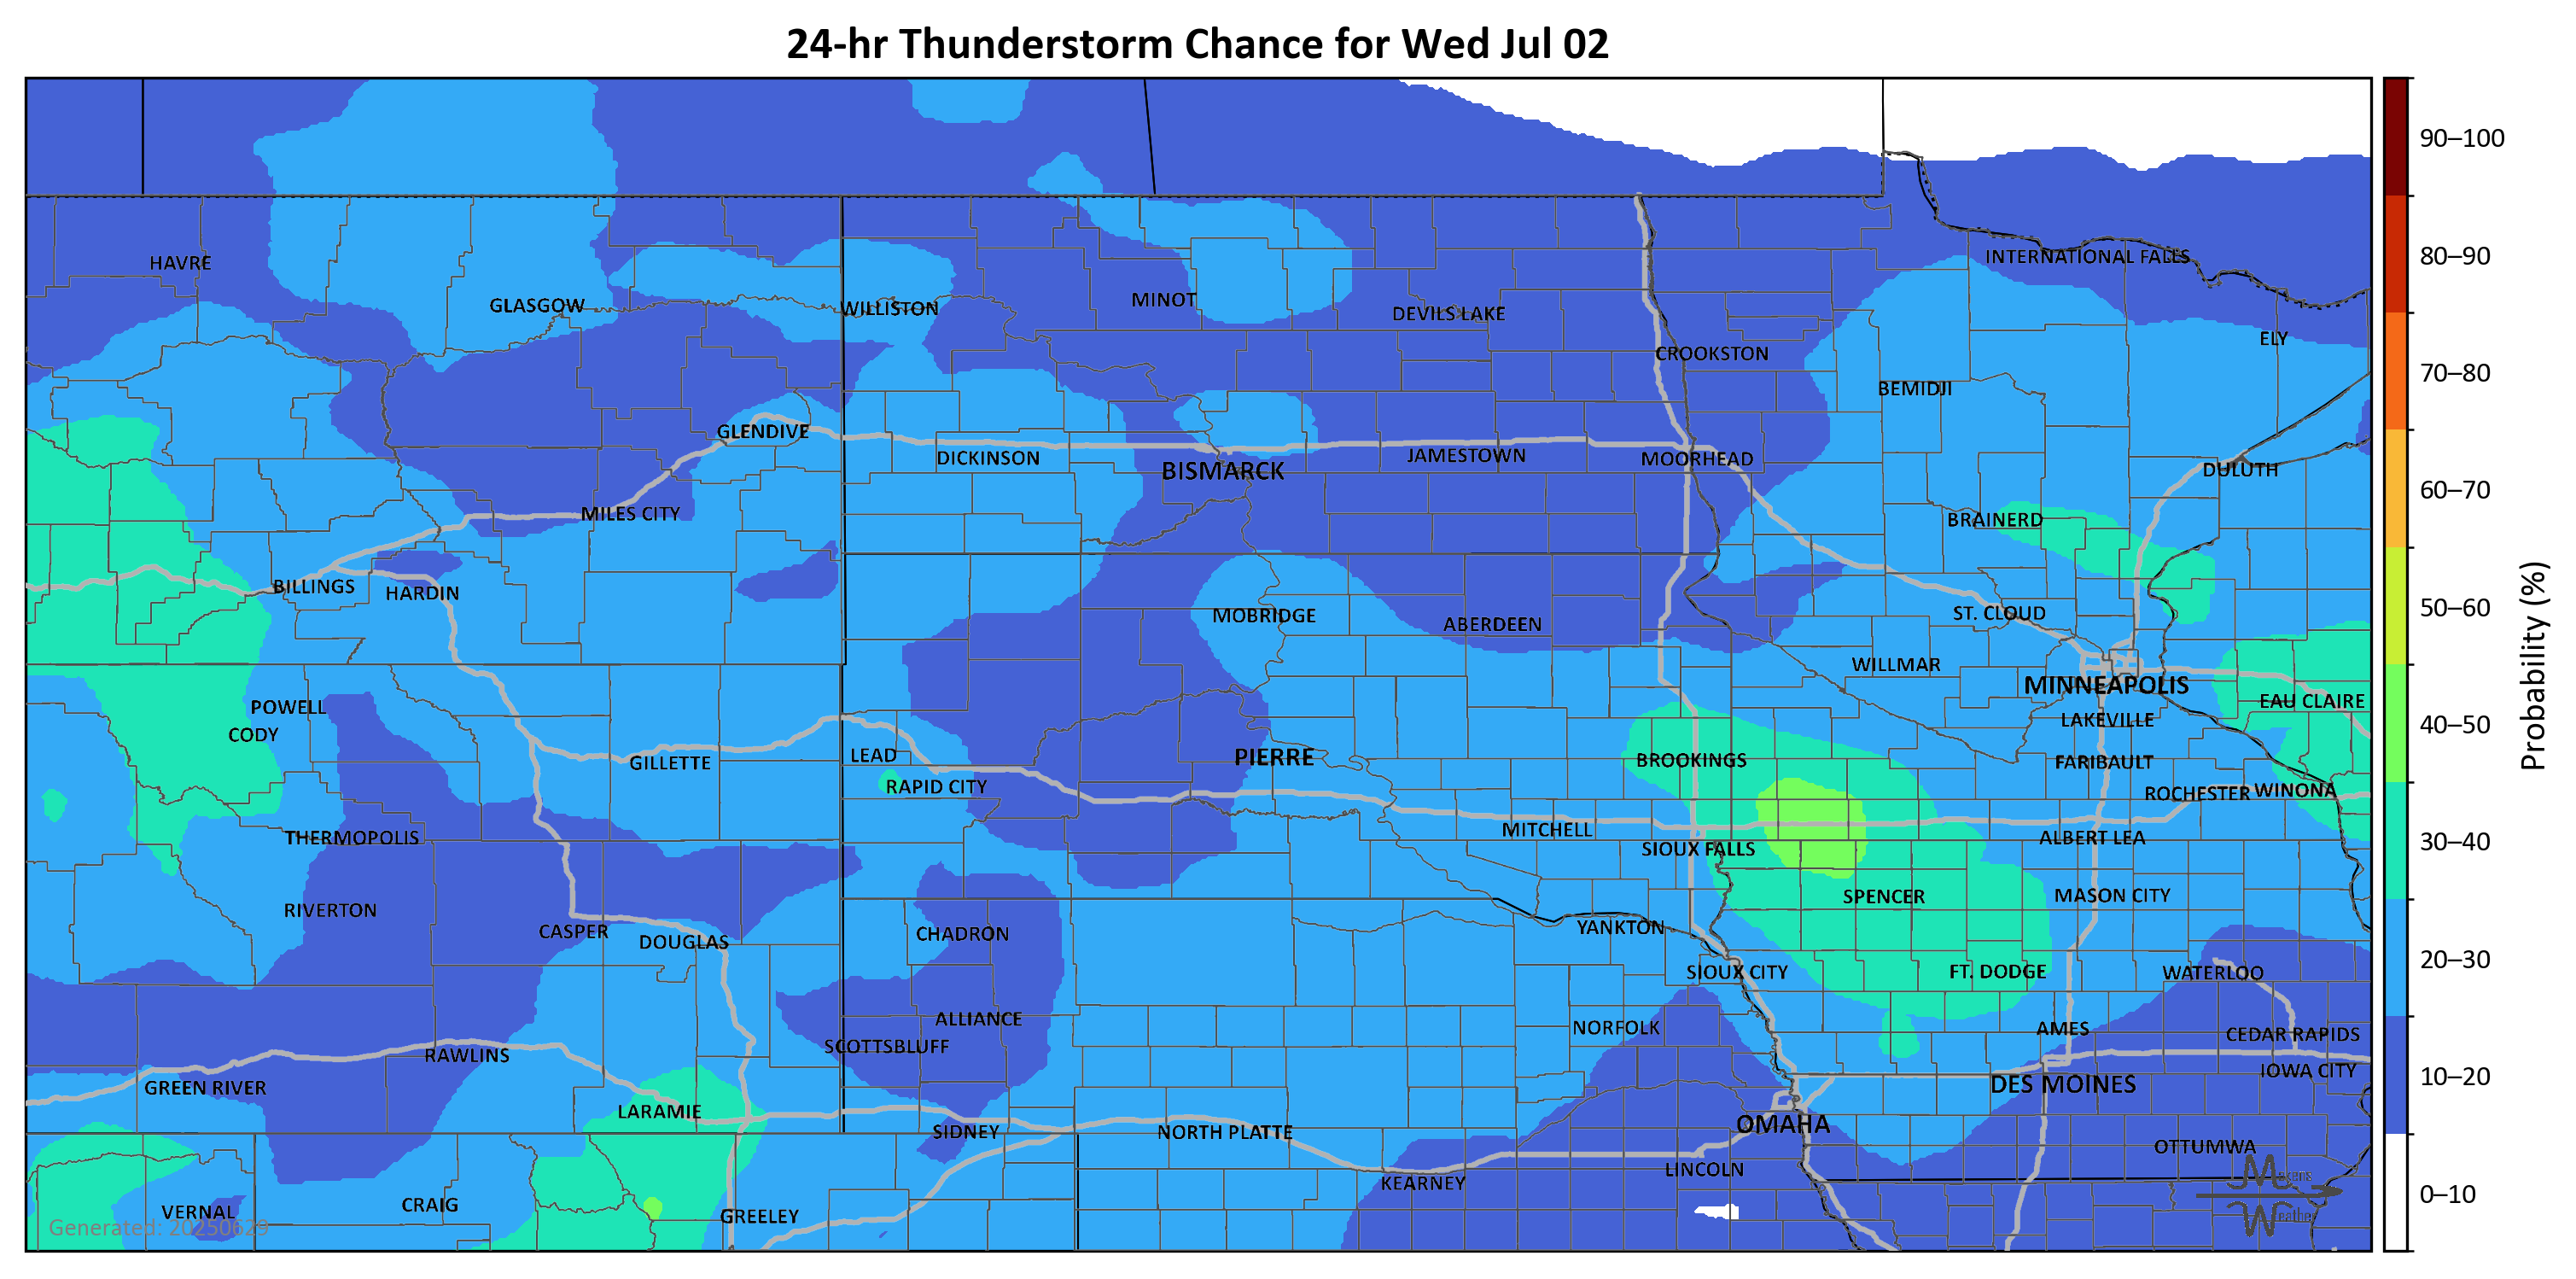 24-hr Thunderstorm Chance for Wed Jul 02
90–100
80–90
70–80
60–70
50–60
40–50
30–40
20–30
10–20
0–10
Probability (%)
INTERNATIONAL FALLS
HAVRE
MINOT
GLASGOW
WILLISTON
DEVILS LAKE
ELY
CROOKSTON
BEMIDJI
GLENDIVE
DICKINSON
BISMARCK
JAMESTOWN
MOORHEAD
DULUTH
MILES CITY
BRAINERD
BILLINGS
HARDIN
MOBRIDGE
ABERDEEN
ST. CLOUD
WILLMAR
MINNEAPOLIS
POWELL
EAU CLAIRE
LAKEVILLE
CODY
LEAD
PIERRE
BROOKINGS
GILLETTE
FARIBAULT
RAPID CITY
ROCHESTER
WINONA
THERMOPOLIS
MITCHELL
ALBERT LEA
SIOUX FALLS
SPENCER
MASON CITY
RIVERTON
CASPER
CHADRON
YANKTON
DOUGLAS
SIOUX CITY
FT. DODGE
WATERLOO
ALLIANCE
NORFOLK
AMES
CEDAR RAPIDS
SCOTTSBLUFF
RAWLINS
IOWA CITY
GREEN RIVER
DES MOINES
LARAMIE
OMAHA
SIDNEY
NORTH PLATTE
OTTUMWA
LINCOLN
KEARNEY
CRAIG
VERNAL
GREELEY
Generated: 20250629